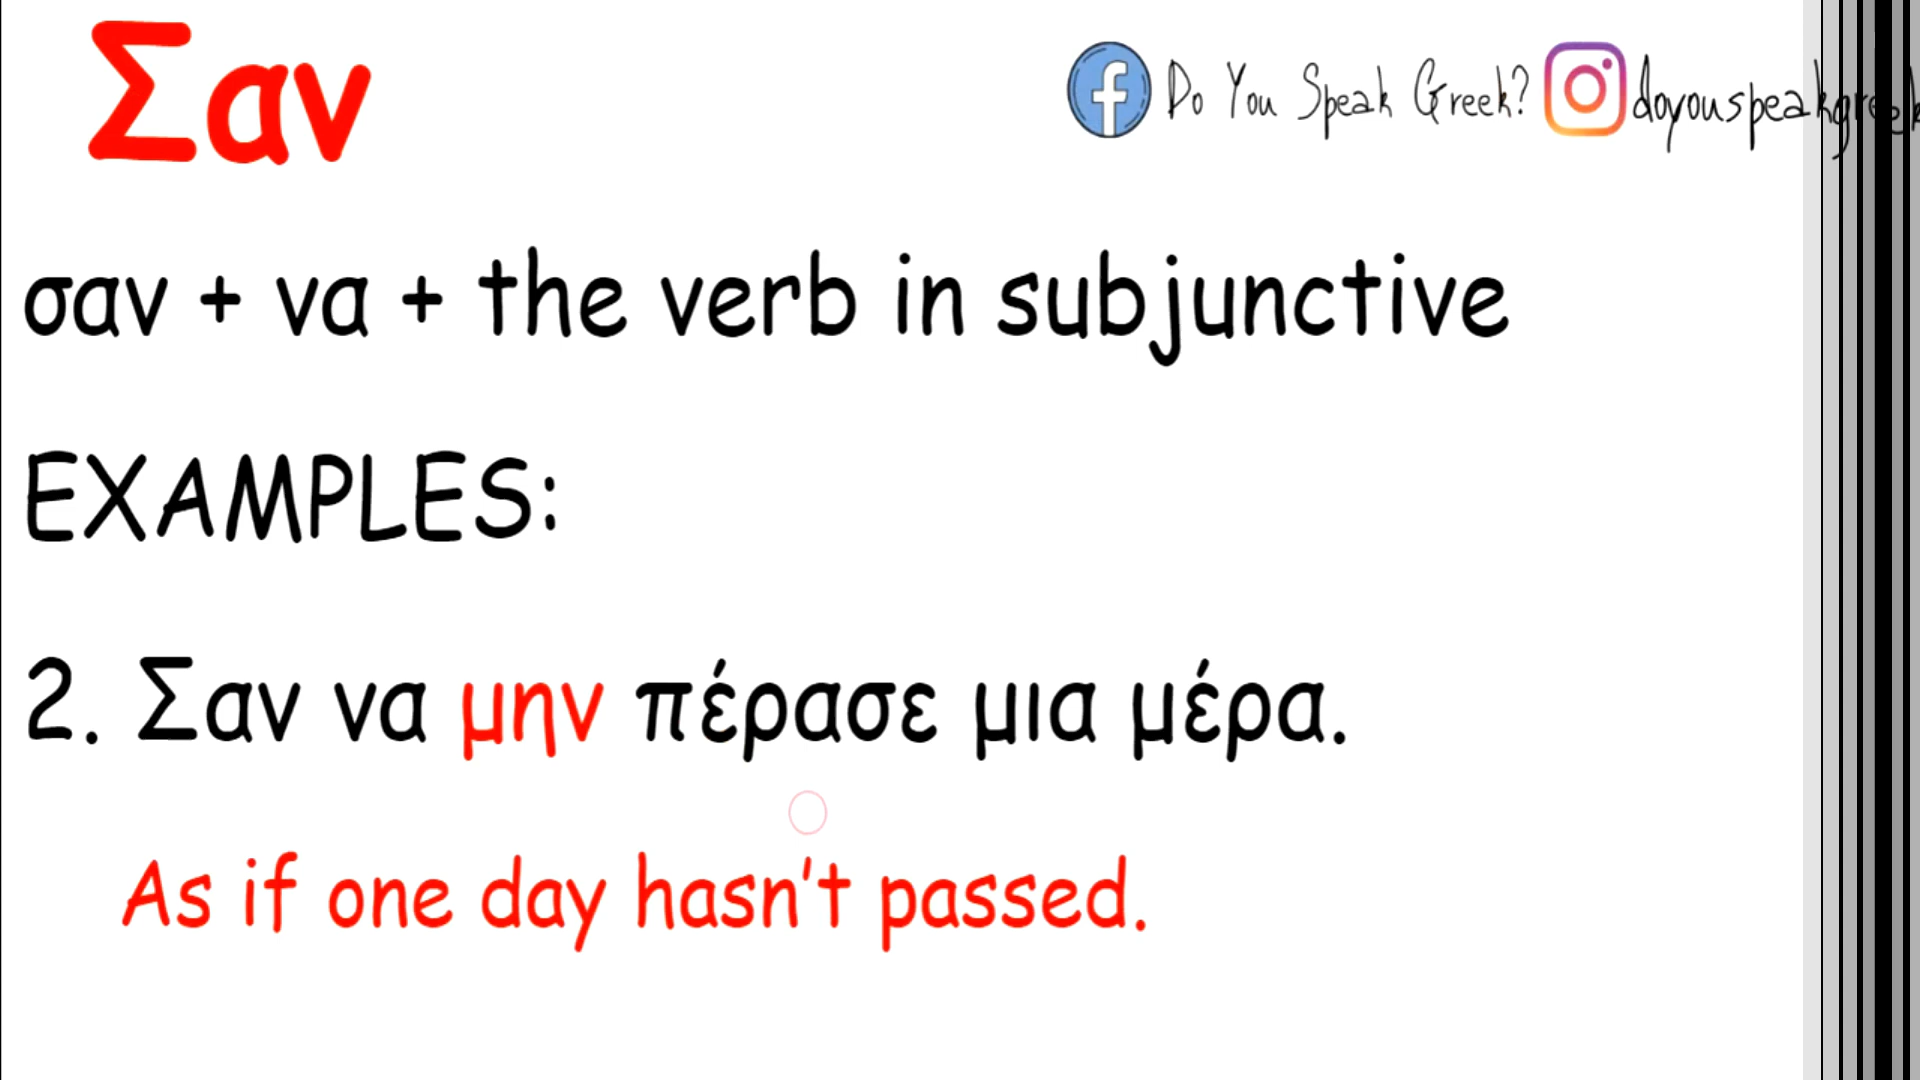 Σαν
Do You Speak Greek? doyouspeakgreek
σαν + να + the verb in subjunctive
EXAMPLES:
2. Σαν να μην πέρασε μια μέρα.
As if one day hasn't passed.